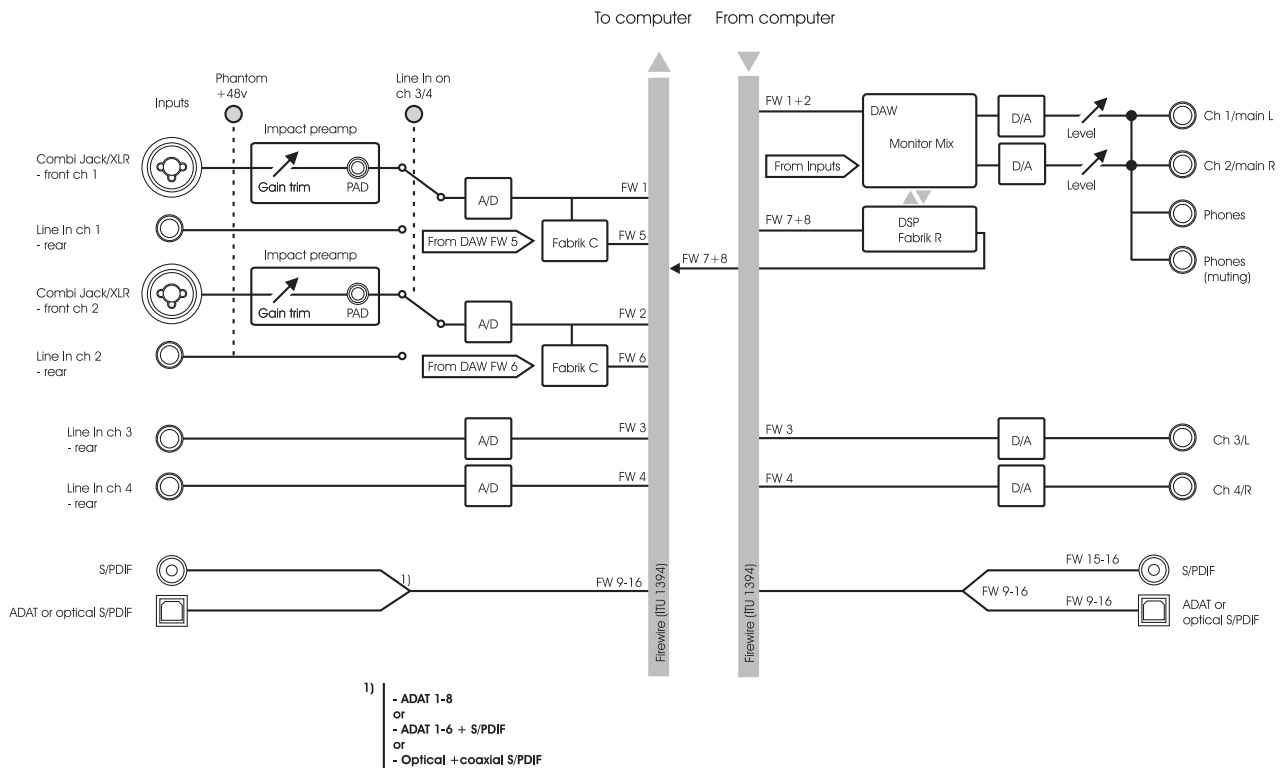 To computer
From computer
Phantom
+48v
Line In on
ch 3/4
Inputs
Impact preamp
Combi Jack/XLR
- front ch 1
Gain trim
PAD
A/D
FW 1
Line In ch 1
- rear
From DAW FW 5
Fabrik C
FW 5
Impact preamp
Combi Jack/XLR
- front ch 2
Gain trim
PAD
A/D
FW 2
Line In ch 2
- rear
From DAW FW 6
Fabrik C
FW 6
Line In ch 3
- rear
A/D
FW 3
Line In ch 4
- rear
A/D
FW 4
S/PDIF
ADAT or optical S/PDIF
1)
FW 9-16
Firewire (ITU 1394)
1)
- ADAT 1-8
or
- ADAT 1-6 + S/PDIF
or
- Optical +coaxial S/PDIF
Firewire (ITU 1394)
FW 1+2
DAW
Monitor Mix
From Inputs
D/A
Level
Ch 1/main L
D/A
Level
Ch 2/main R
FW 7+8
DSP
Fabrik R
FW 7+8
Phones
Phones
(muting)
FW 3
D/A
Ch 3/L
FW 4
D/A
Ch 4/R
FW 9-16
FW 15-16
S/PDIF
FW 9-16
ADAT or
optical S/PDIF